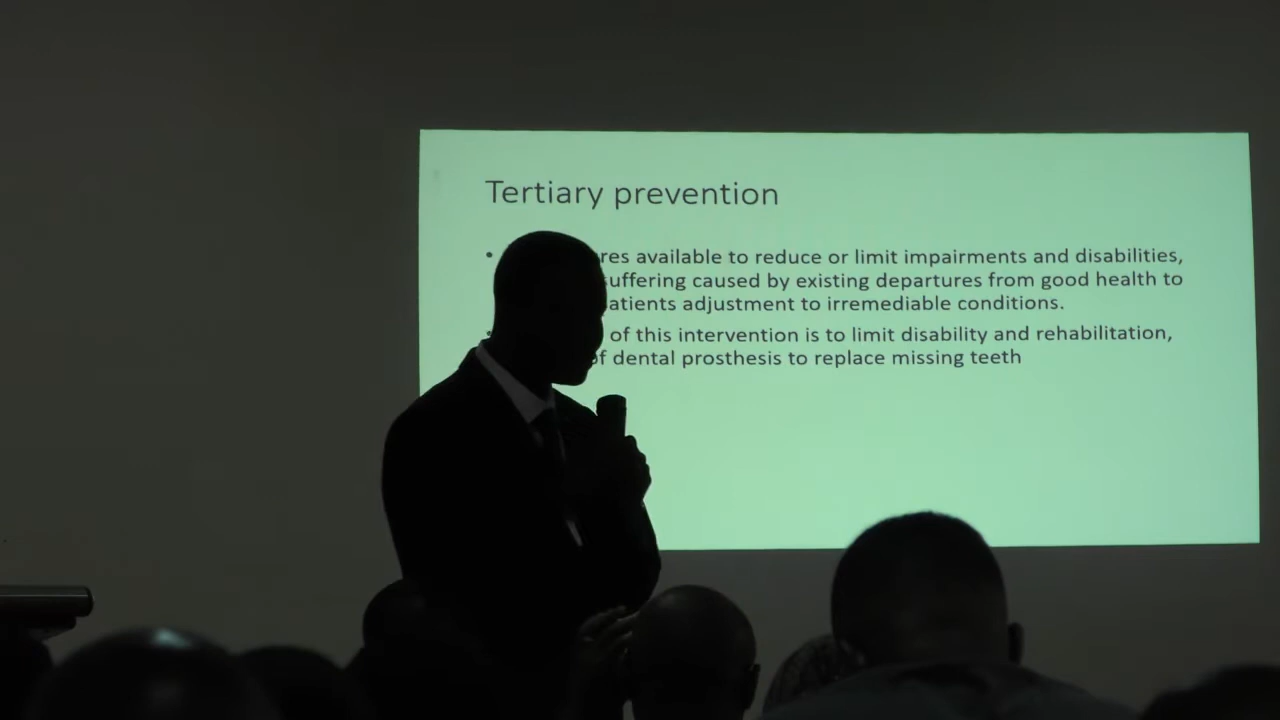 Tertiary prevention
• res available to reduce or limit impairments and disabilities,
suffering caused by existing departures from good health to
atients adjustment to irremediable conditions.
of this intervention is to limit disability and rehabilitation,
of dental prosthesis to replace missing teeth